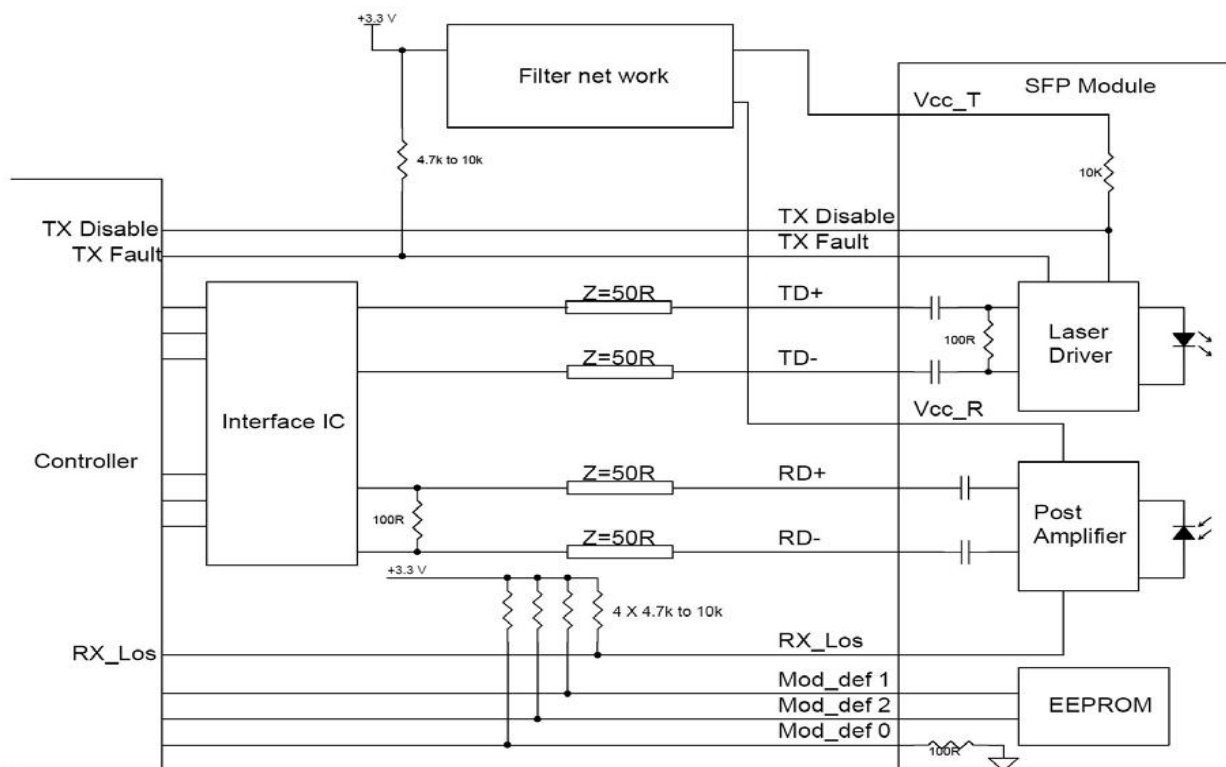 +3.3 V
Filter net work
SFP Module
Vcc_T
4.7k to 10k
10K
TX Disable
TX Disable
TX Fault
TX Fault
Z=50R
TD+
100R
Laser
Driver
Z=50R
TD-
Vcc_R
Interface IC
Controller
Z=50R
RD+
100R
Post
Amplifier
Z=50R
RD-
+3.3 V
4 X 4.7k to 10k
RX_Los
RX_Los
Mod_def 1
EEPROM
Mod_def 2
Mod_def 0
100R